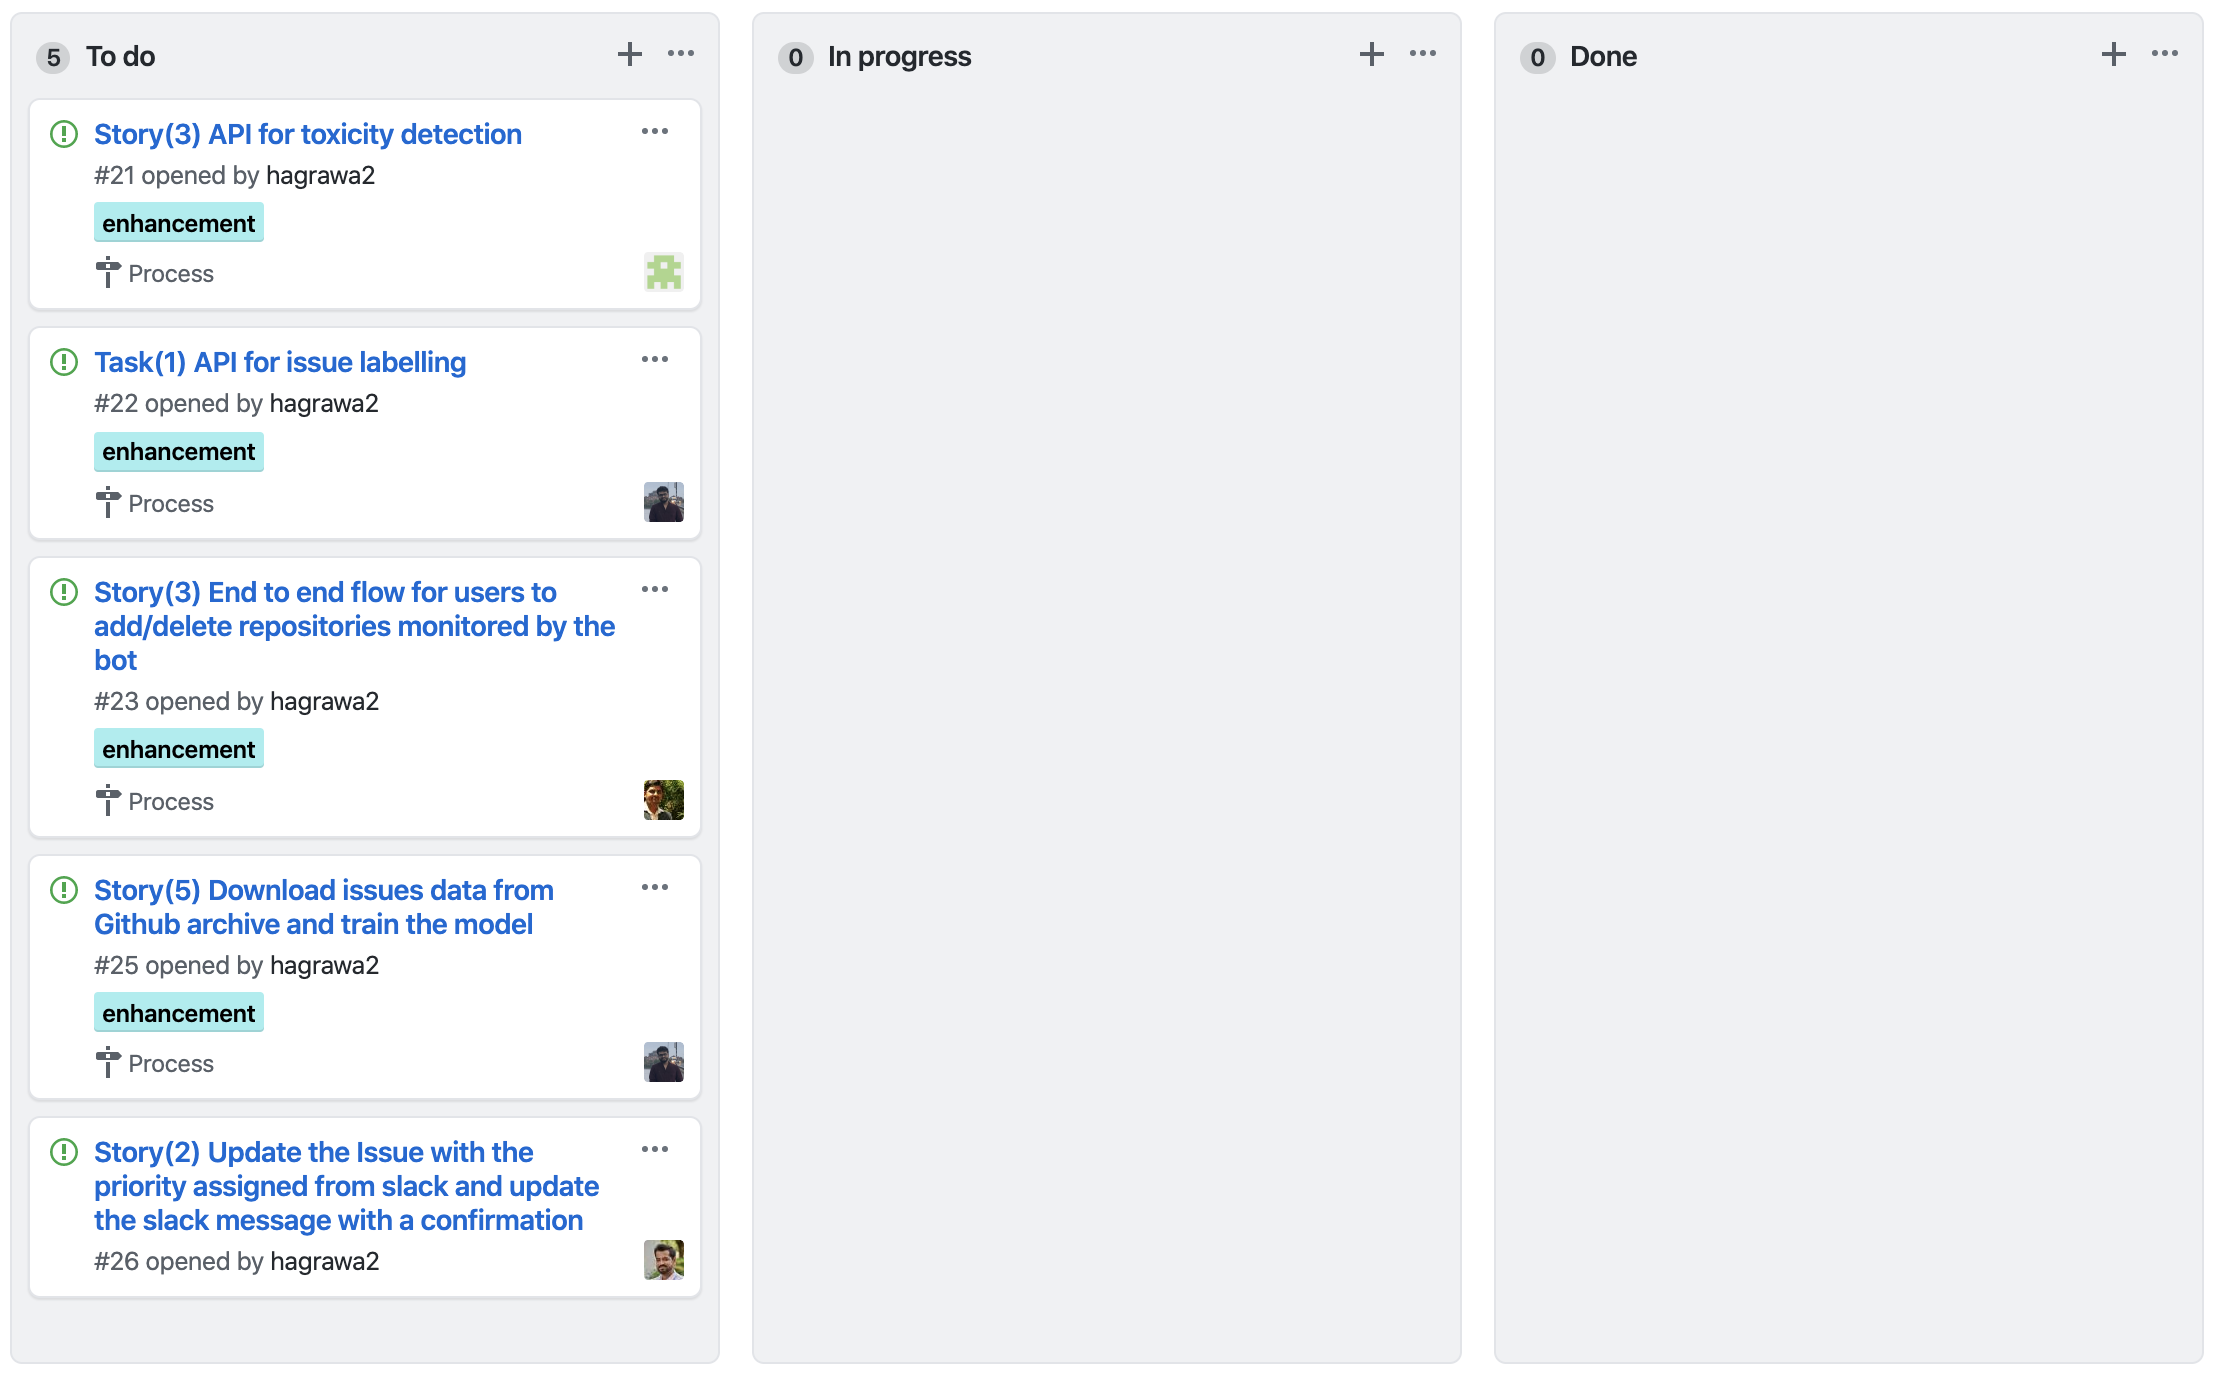 5 To do
Story(3) API for toxicity detection
#21 opened by hagrawa2
enhancement
Process
Task(1) API for issue labelling
#22 opened by hagrawa2
enhancement
Process
Story(3) End to end flow for users to
add/delete repositories monitored by the
bot
#23 opened by hagrawa2
enhancement
Process
Story(5) Download issues data from
Github archive and train the model
#25 opened by hagrawa2
enhancement
Process
Story(2) Update the Issue with the
priority assigned from slack and update
the slack message with a confirmation
#26 opened by hagrawa2
0 In progress
0 Done